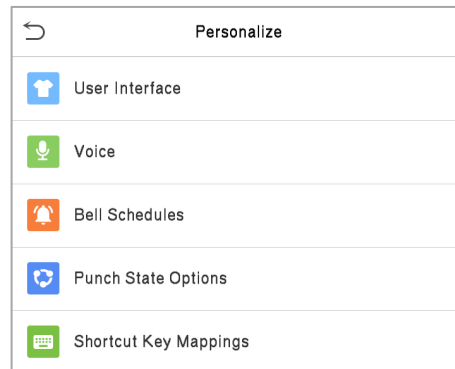 Personalize
User Interface
Voice
Bell Schedules
Punch State Options
Shortcut Key Mappings